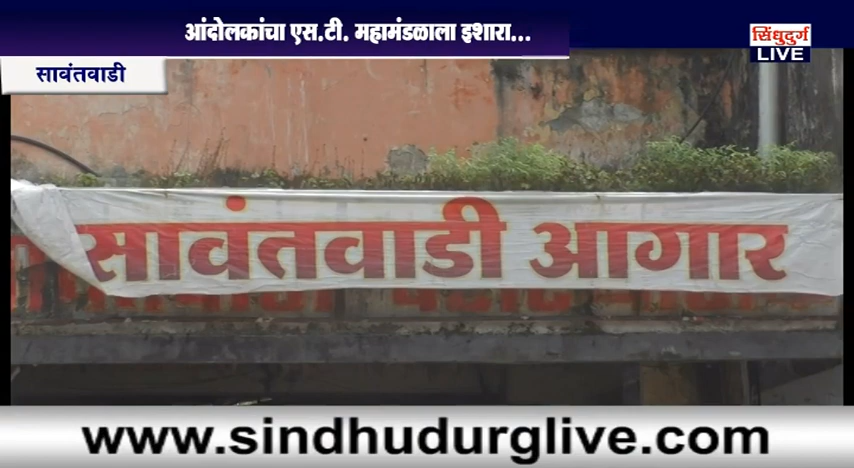 आंदोलकांचा एस.टी. महामंडळाला इशारा...
सिंधुदुर्ग
LIVE
सावंतवाडी
सावंतवाडी आगार
www.sindhudurglive.com